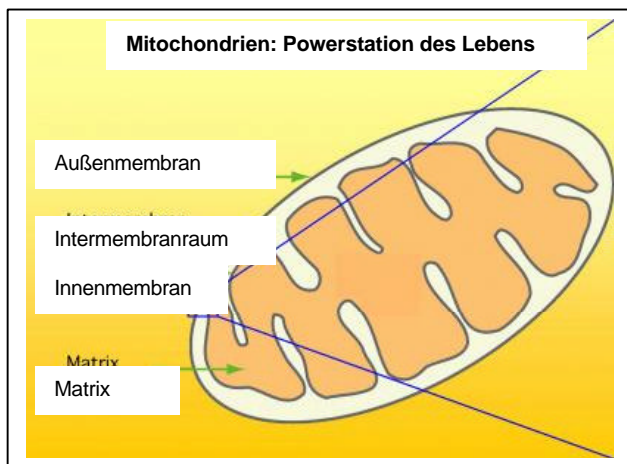 Mitochondrien: Powerstation des Lebens
Außenmembran
Intermembranraum
Innenmembran
Matrix
Matrix